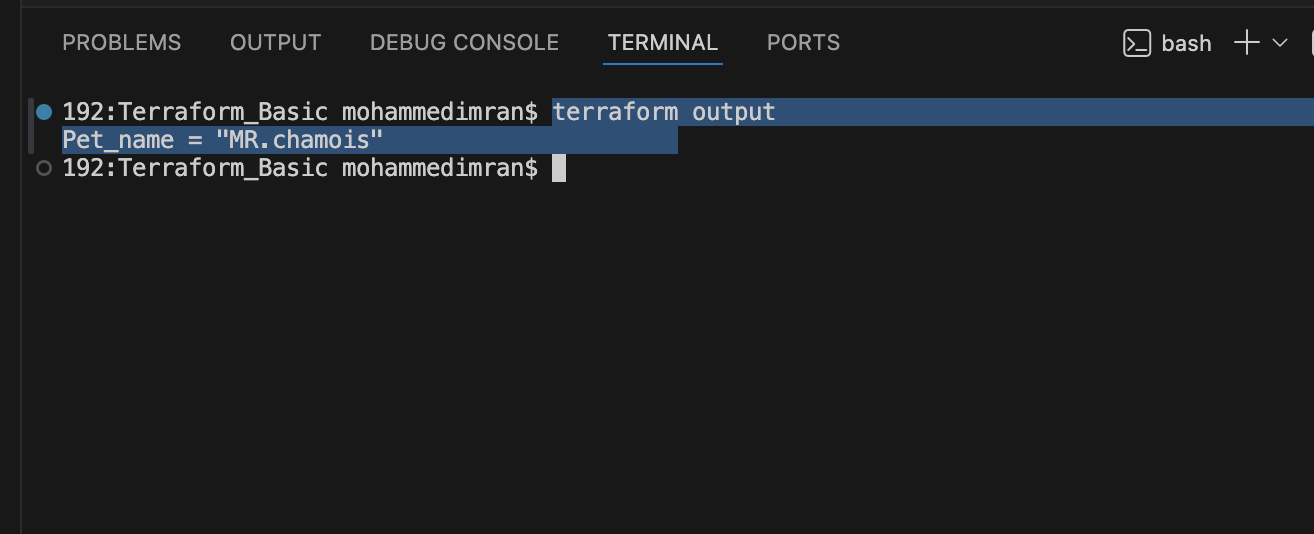 PROBLEMS OUTPUT DEBUG CONSOLE TERMINAL PORTS bash
192:Terraform_Basic mohammedimran$ terraform output
Pet_name = "MR.chamois"
192:Terraform_Basic mohammedimran$